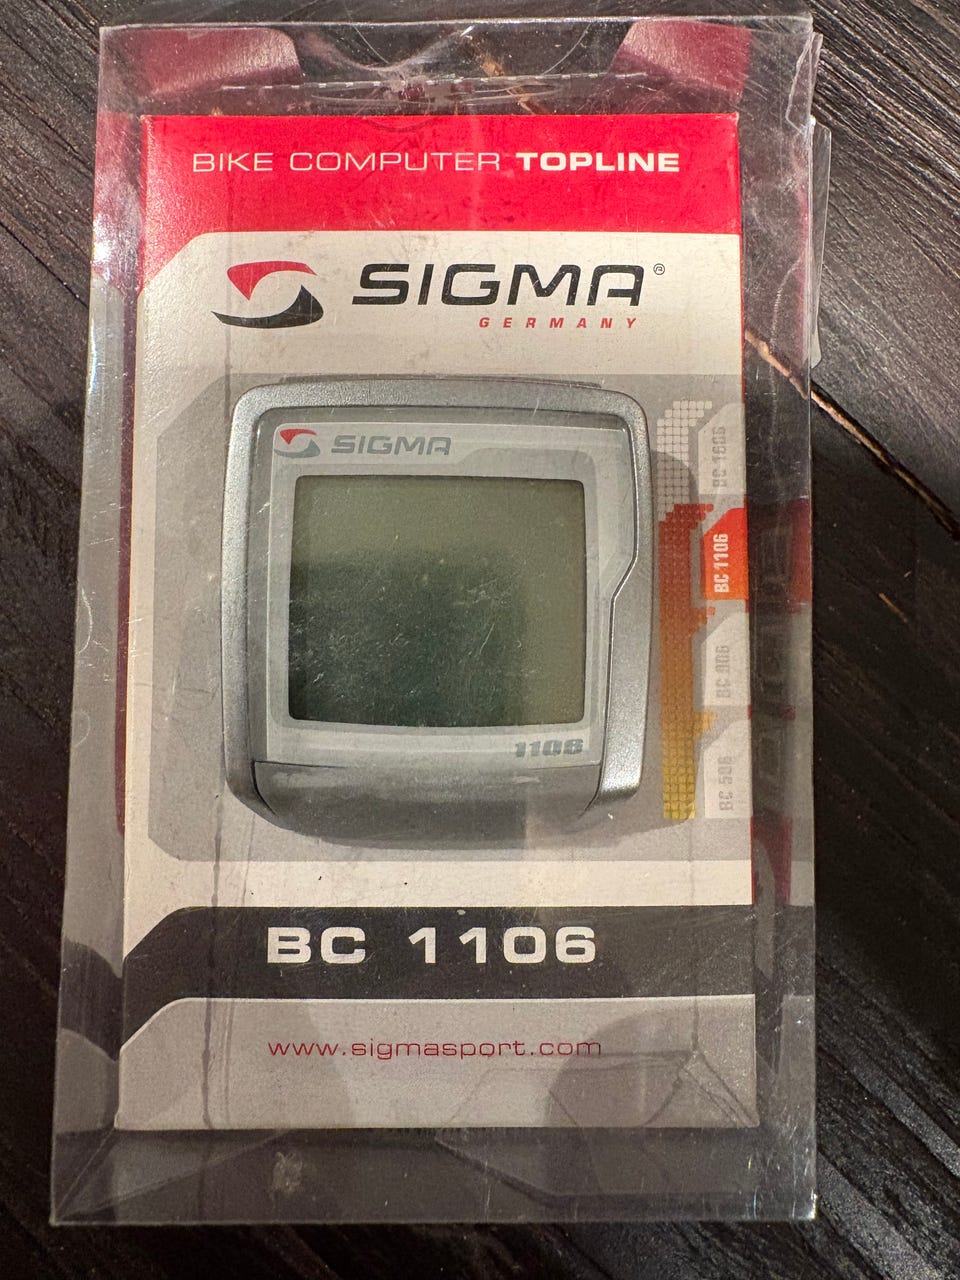 BIKE COMPUTER TOPLINE
SIGMA®
GERMANY
SIGMA
1106
BC 1606
BC 1106
BC 906
BC 506
BC 1106
www.sigmasport.com